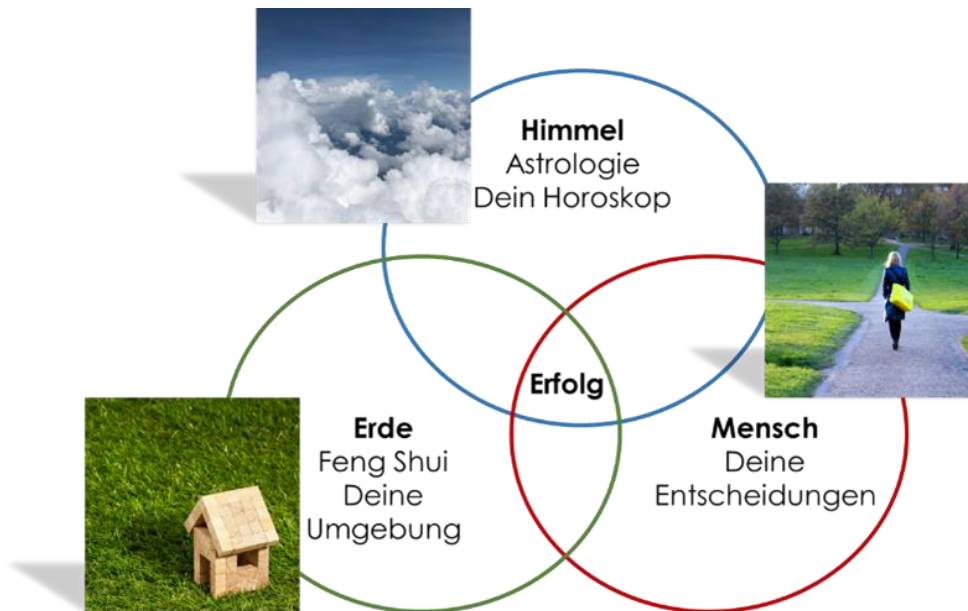 Himmel
Astrologie
Dein Horoskop
Erfolg
Erde
Feng Shui
Deine
Umgebung
Mensch
Deine
Entscheidungen